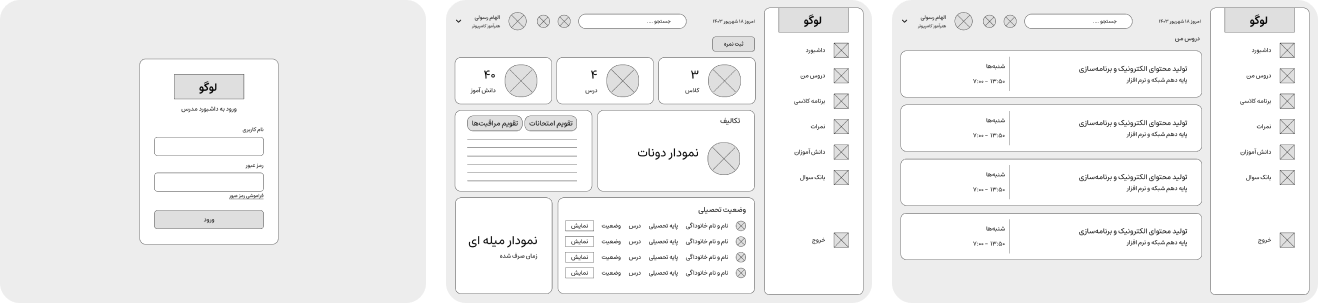 لوگو
ورود به داشبورد مدرس
نام کاربری
رمز عبور
فراموشی رمز عبور
ورود
لوگو
داشبورد
دروس من
برنامه کلاسی
نمرات
دانش آموزان
بانک سوال
خروج
امروز ۱۸ شهریور ۱۴۰۳
جستجو ....
الهام رسولی
هنرآموز کامپیوتر
ثبت نمره
۳
کلاس
۴
درس
۴۰
دانش آموز
تکالیف
نمودار دونات
تقویم امتحانات
تقویم مراقبت‌ها
وضعیت تحصیلی
نام و نام خانوادگی پایه تحصیلی درس وضعیت نمایش
نام و نام خانوادگی پایه تحصیلی درس وضعیت نمایش
نام و نام خانوادگی پایه تحصیلی درس وضعیت نمایش
نام و نام خانوادگی پایه تحصیلی درس وضعیت نمایش
نمودار میله ای
زمان صرف شده
لوگو
داشبورد
دروس من
برنامه کلاسی
نمرات
دانش آموزان
بانک سوال
خروج
امروز ۱۸ شهریور ۱۴۰۳
جستجو ....
الهام رسولی
هنرآموز کامپیوتر
دروس من
تولید محتوای الکترونیک و برنامه‌سازی
پایه دهم شبکه و نرم افزار
شنبه‌ها
۷:۰۰ - ۱۳:۵۰
تولید محتوای الکترونیک و برنامه‌سازی
پایه دهم شبکه و نرم افزار
شنبه‌ها
۷:۰۰ - ۱۳:۵۰
تولید محتوای الکترونیک و برنامه‌سازی
پایه دهم شبکه و نرم افزار
شنبه‌ها
۷:۰۰ - ۱۳:۵۰
تولید محتوای الکترونیک و برنامه‌سازی
پایه دهم شبکه و نرم افزار
شنبه‌ها
۷:۰۰ - ۱۳:۵۰